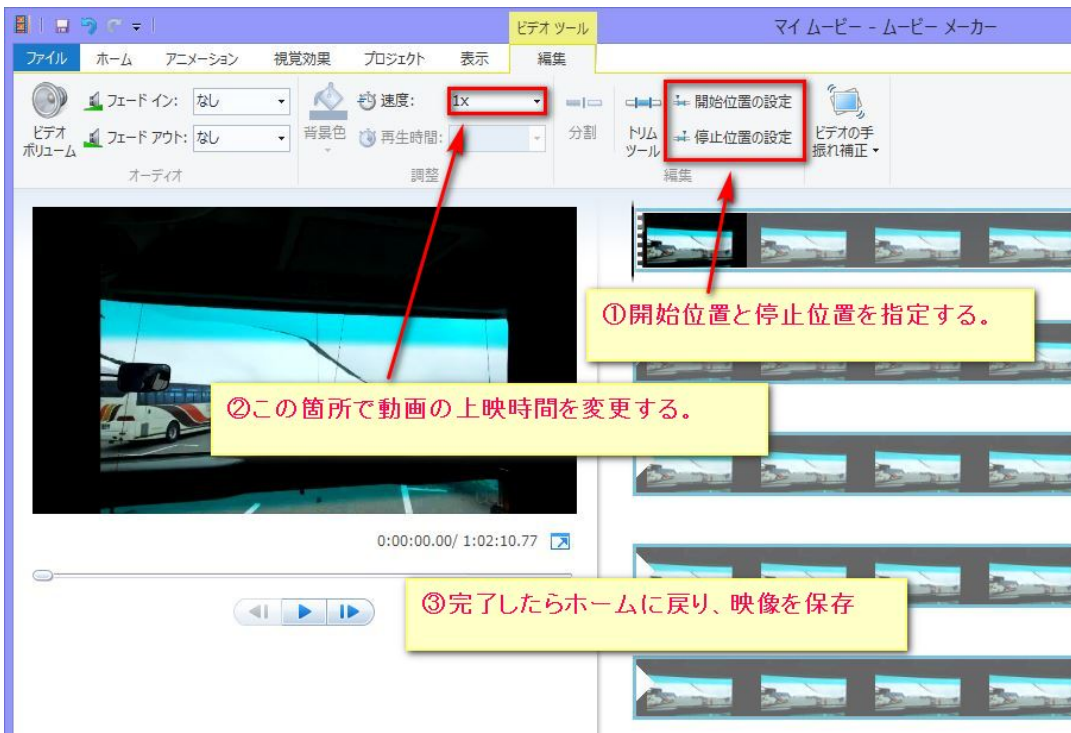 ビデオ ツール
マイ ムービー - ムービー メーカー
ファイル ホーム アニメーション 視覚効果 プロジェクト 表示 編集
ビデオ
ボリューム
フェード イン: なし
フェード アウト: なし
オーディオ
背景色
速度: 1x
再生時間:
調整
分割
トリム
ツール
開始位置の設定
停止位置の設定
ビデオの手
振れ補正
編集
①開始位置と停止位置を指定する。
②この箇所で動画の上映時間を変更する。
0:00:00.00/ 1:02:10.77
③完了したらホームに戻り、映像を保存